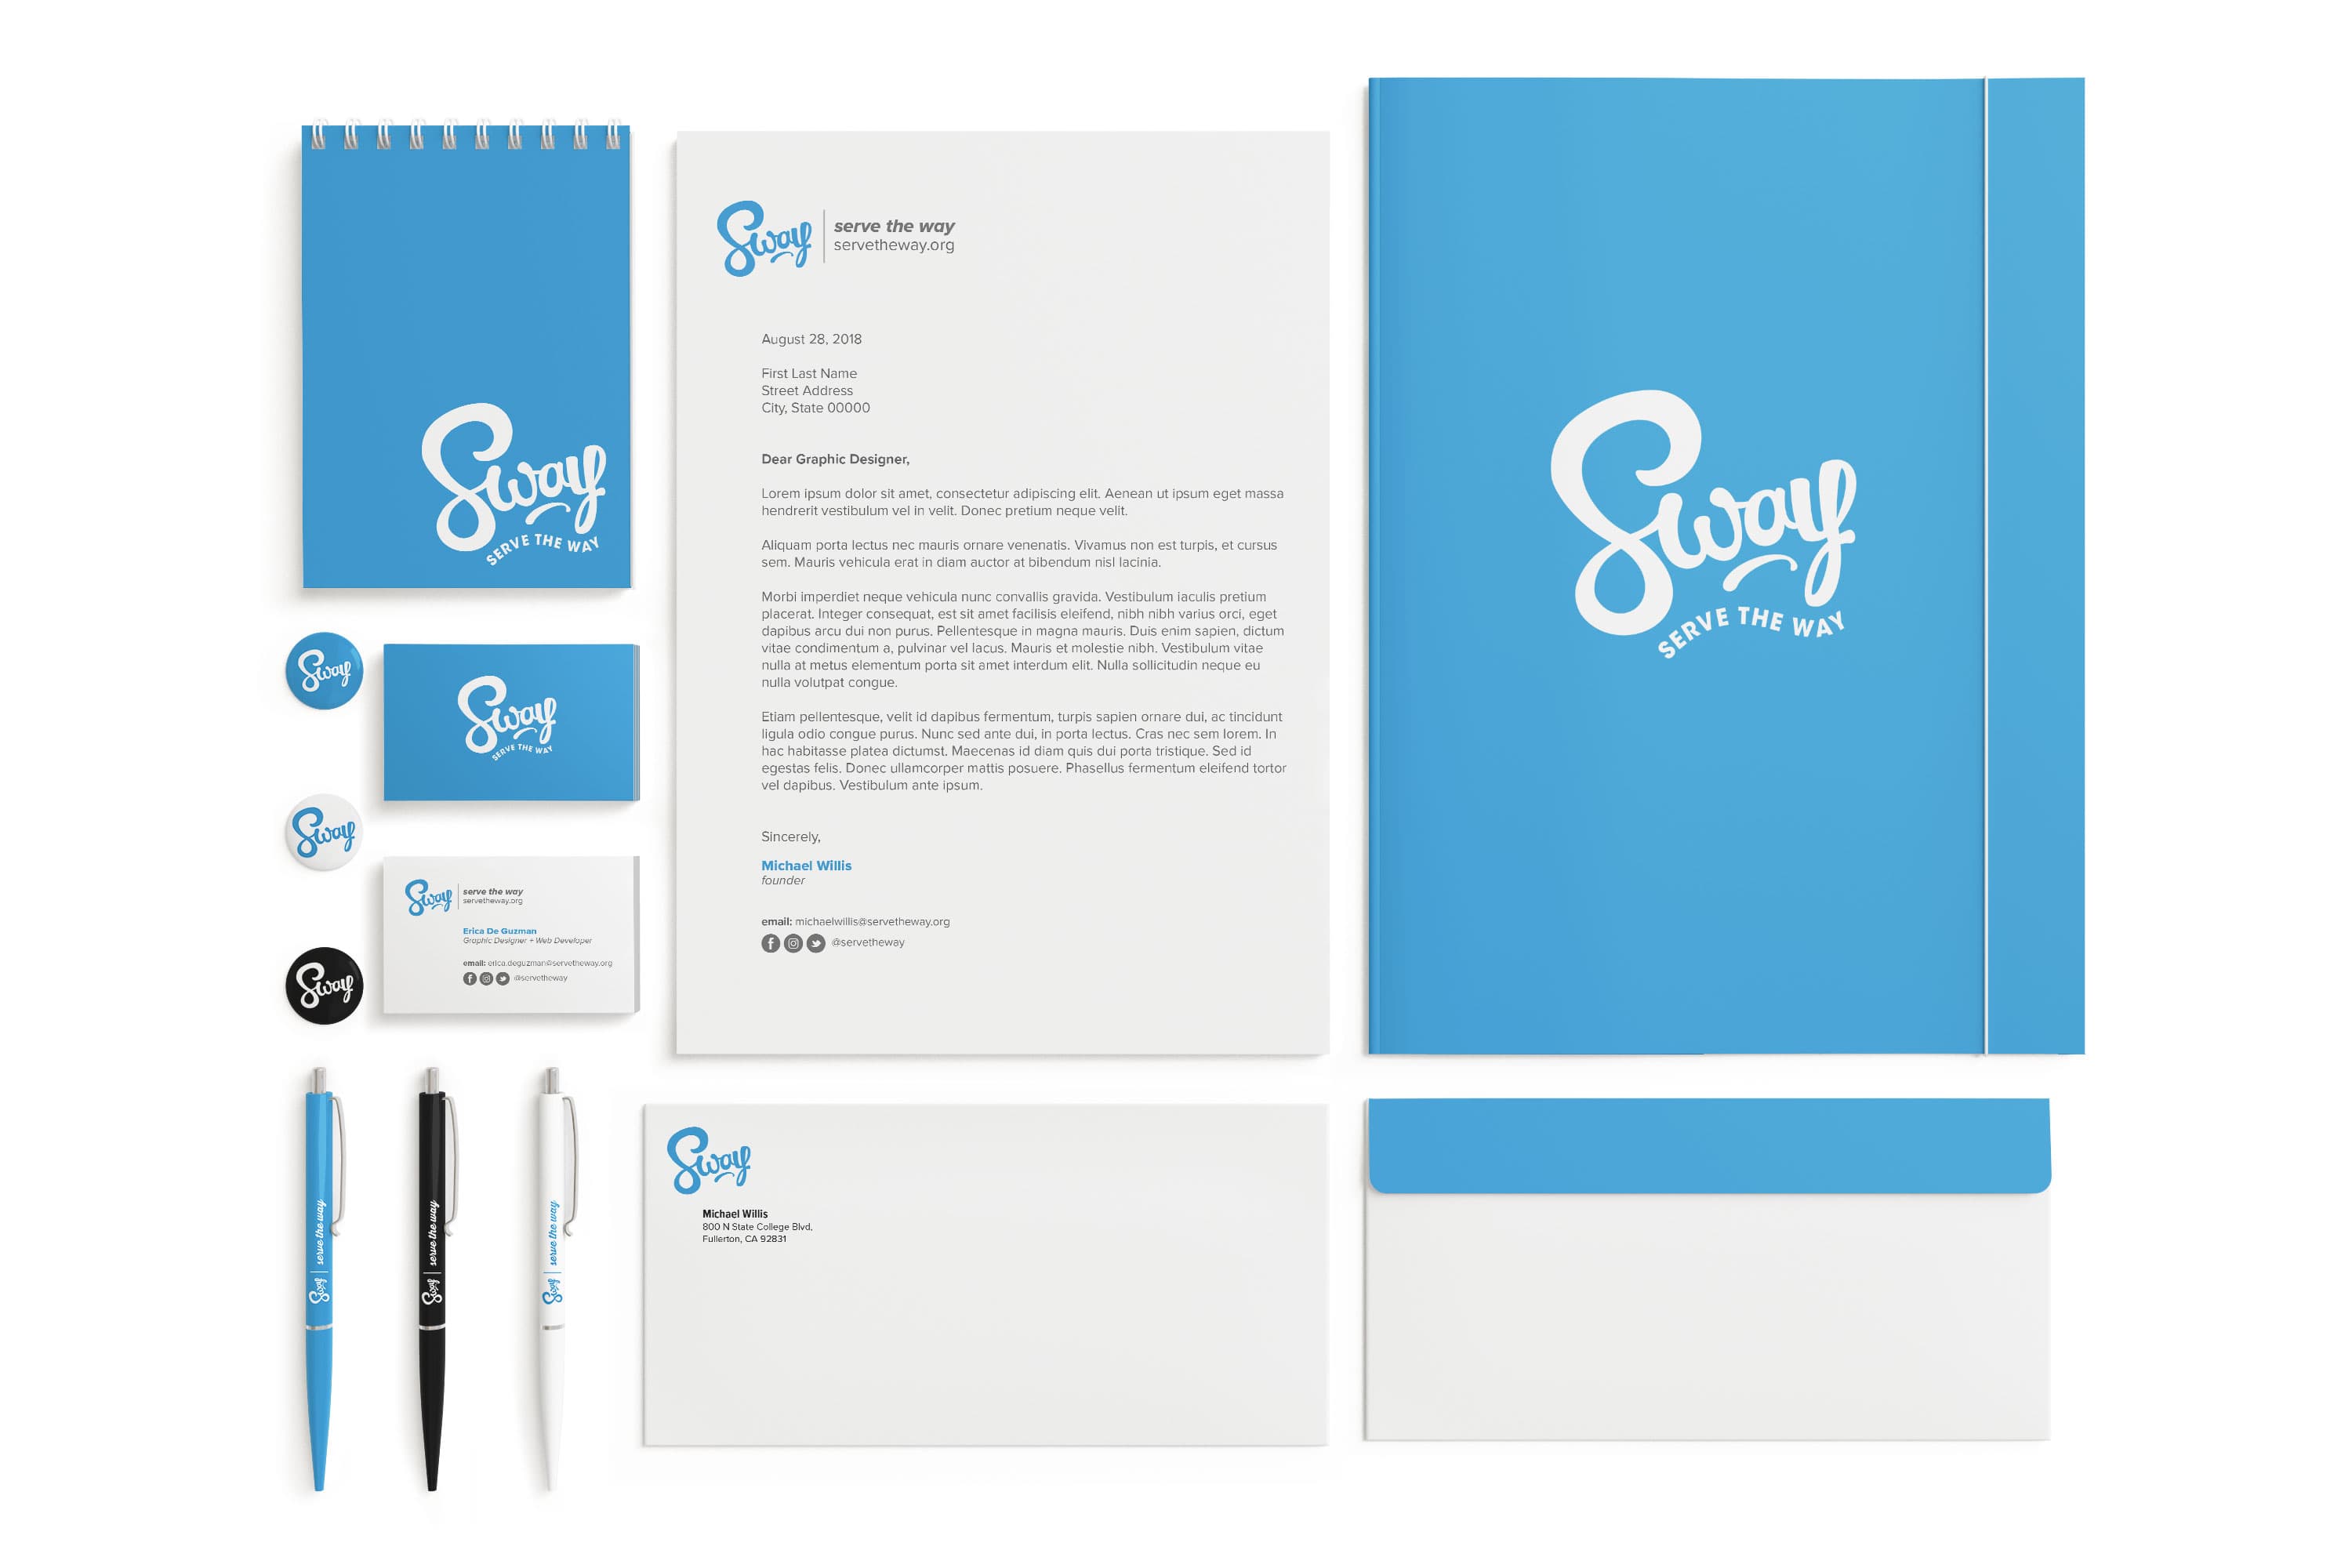 Sway
SERVE THE WAY
Sway
Sway
SERVE THE WAY
Sway
Sway
serve the way
servetheway.org
Erica De Guzman
Graphic Designer + Web Developer
email: erica.deguzman@servetheway.org
@servetheway
Sway
Sway | serve the way
Sway | serve the way
Sway | serve the way
Sway
serve the way
servetheway.org
August 28, 2018
First Last Name
Street Address
City, State 00000
Dear Graphic Designer,
Lorem ipsum dolor sit amet, consectetur adipiscing elit. Aenean ut ipsum eget massa
hendrerit vestibulum vel in velit. Donec pretium neque velit.
Aliquam porta lectus nec mauris ornare venenatis. Vivamus non est turpis, et cursus
sem. Mauris vehicula erat in diam auctor at bibendum nisl lacinia.
Morbi imperdiet neque vehicula nunc convallis gravida. Vestibulum iaculis pretium
placerat. Integer consequat, est sit amet facilisis eleifend, nibh nibh varius orci, eget
dapibus arcu dui non purus. Pellentesque in magna mauris. Duis enim sapien, dictum
vitae condimentum a, pulvinar vel lacus. Mauris et molestie nibh. Vestibulum vitae
nulla at metus elementum porta sit amet interdum elit. Nulla sollicitudin neque eu
nulla volutpat congue.
Etiam pellentesque, velit id dapibus fermentum, turpis sapien ornare dui, ac tincidunt
ligula odio congue purus. Nunc sed ante dui, in porta lectus. Cras nec sem lorem. In
hac habitasse platea dictumst. Maecenas id diam quis dui porta tristique. Sed id
egestas felis. Donec ullamcorper mattis posuere. Phasellus fermentum eleifend tortor
vel dapibus. Vestibulum ante ipsum.
Sincerely,
Michael Willis
founder
email: michaelwillis@servetheway.org
@servetheway
Sway
SERVE THE WAY
Sway
Michael Willis
800 N State College Blvd,
Fullerton, CA 92831